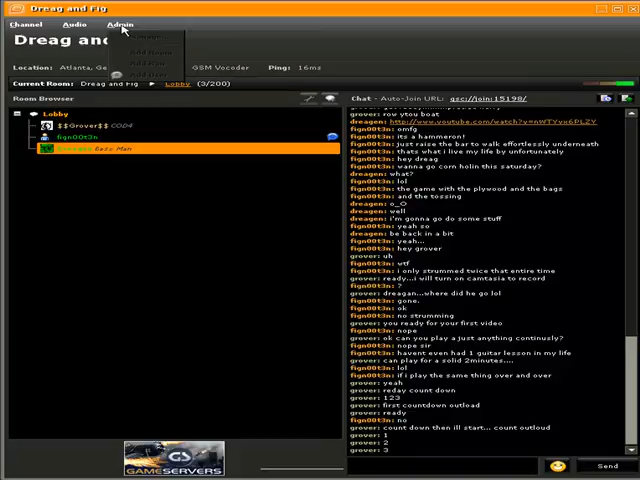 Dreag and Fig
Channel Audio Admin
Dreag an
Location: Atlanta, Ge GSM Vocoder Ping: 16ms
Current Room: Dreag and Fig Lobby (3/200)
Room Browser
Lobby
$$Grover$$ COD4
fign00t3n
Bass Man
Chat - Auto-Join URL: gsc://join:15198/
grover: row ytou boat
dreagen: http://www.youtube.com/watch?v=nWTYvx6PLZY
fign00t3n: omfg
fign00t3n: its a hammeron!
fign00t3n: just raise the bar to walk effortlessly underneath
fign00t3n: thats what i live my life by unfortunately
fign00t3n: hey dreag
fign00t3n: wanna go corn holin this saturday?
dreagen: what?
fign00t3n: lol
fign00t3n: the game with the plywood and the bags
fign00t3n: and the tossing
dreagen: o_O
dreagen: well
dreagen: i'm gonna go do some stuff
fign00t3n: yeah so
dreagen: be back in a bit
fign00t3n: yeah...
fign00t3n: hey grover
grover: uh
fign00t3n: wtf
fign00t3n: i only strummed twice that entire time
grover: ready...i will turn on camtasia to record
fign00t3n: ?
grover: dreagan...where did he go lol
fign00t3n: gone.
fign00t3n: ok
fign00t3n: no strumming
grover: you ready for your first video
fign00t3n: nope
grover: ok can you play a just anything continusly?
fign00t3n: nope sir
fign00t3n: havent even had 1 guitar lesson in my life
grover: can play for a solid 2minutes....
fign00t3n: lol
fign00t3n: if i play the same thing over and over
grover: yeah
grover: reday count down
grover: 123
grover: first countdown outload
grover: ready
fign00t3n: no
grover: count down then ill start... count outloud
grover: 1
grover: 2
grover: 3
GS
GAMESERVERS
Send